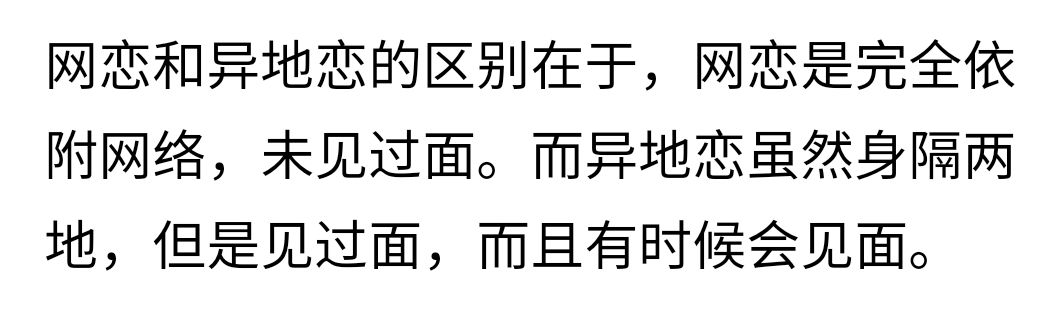 网恋和异地恋的区别在于，网恋是完全依
附网络，未见过面。而异地恋虽然身隔两
地，但是见过面，而且有时候会见面。